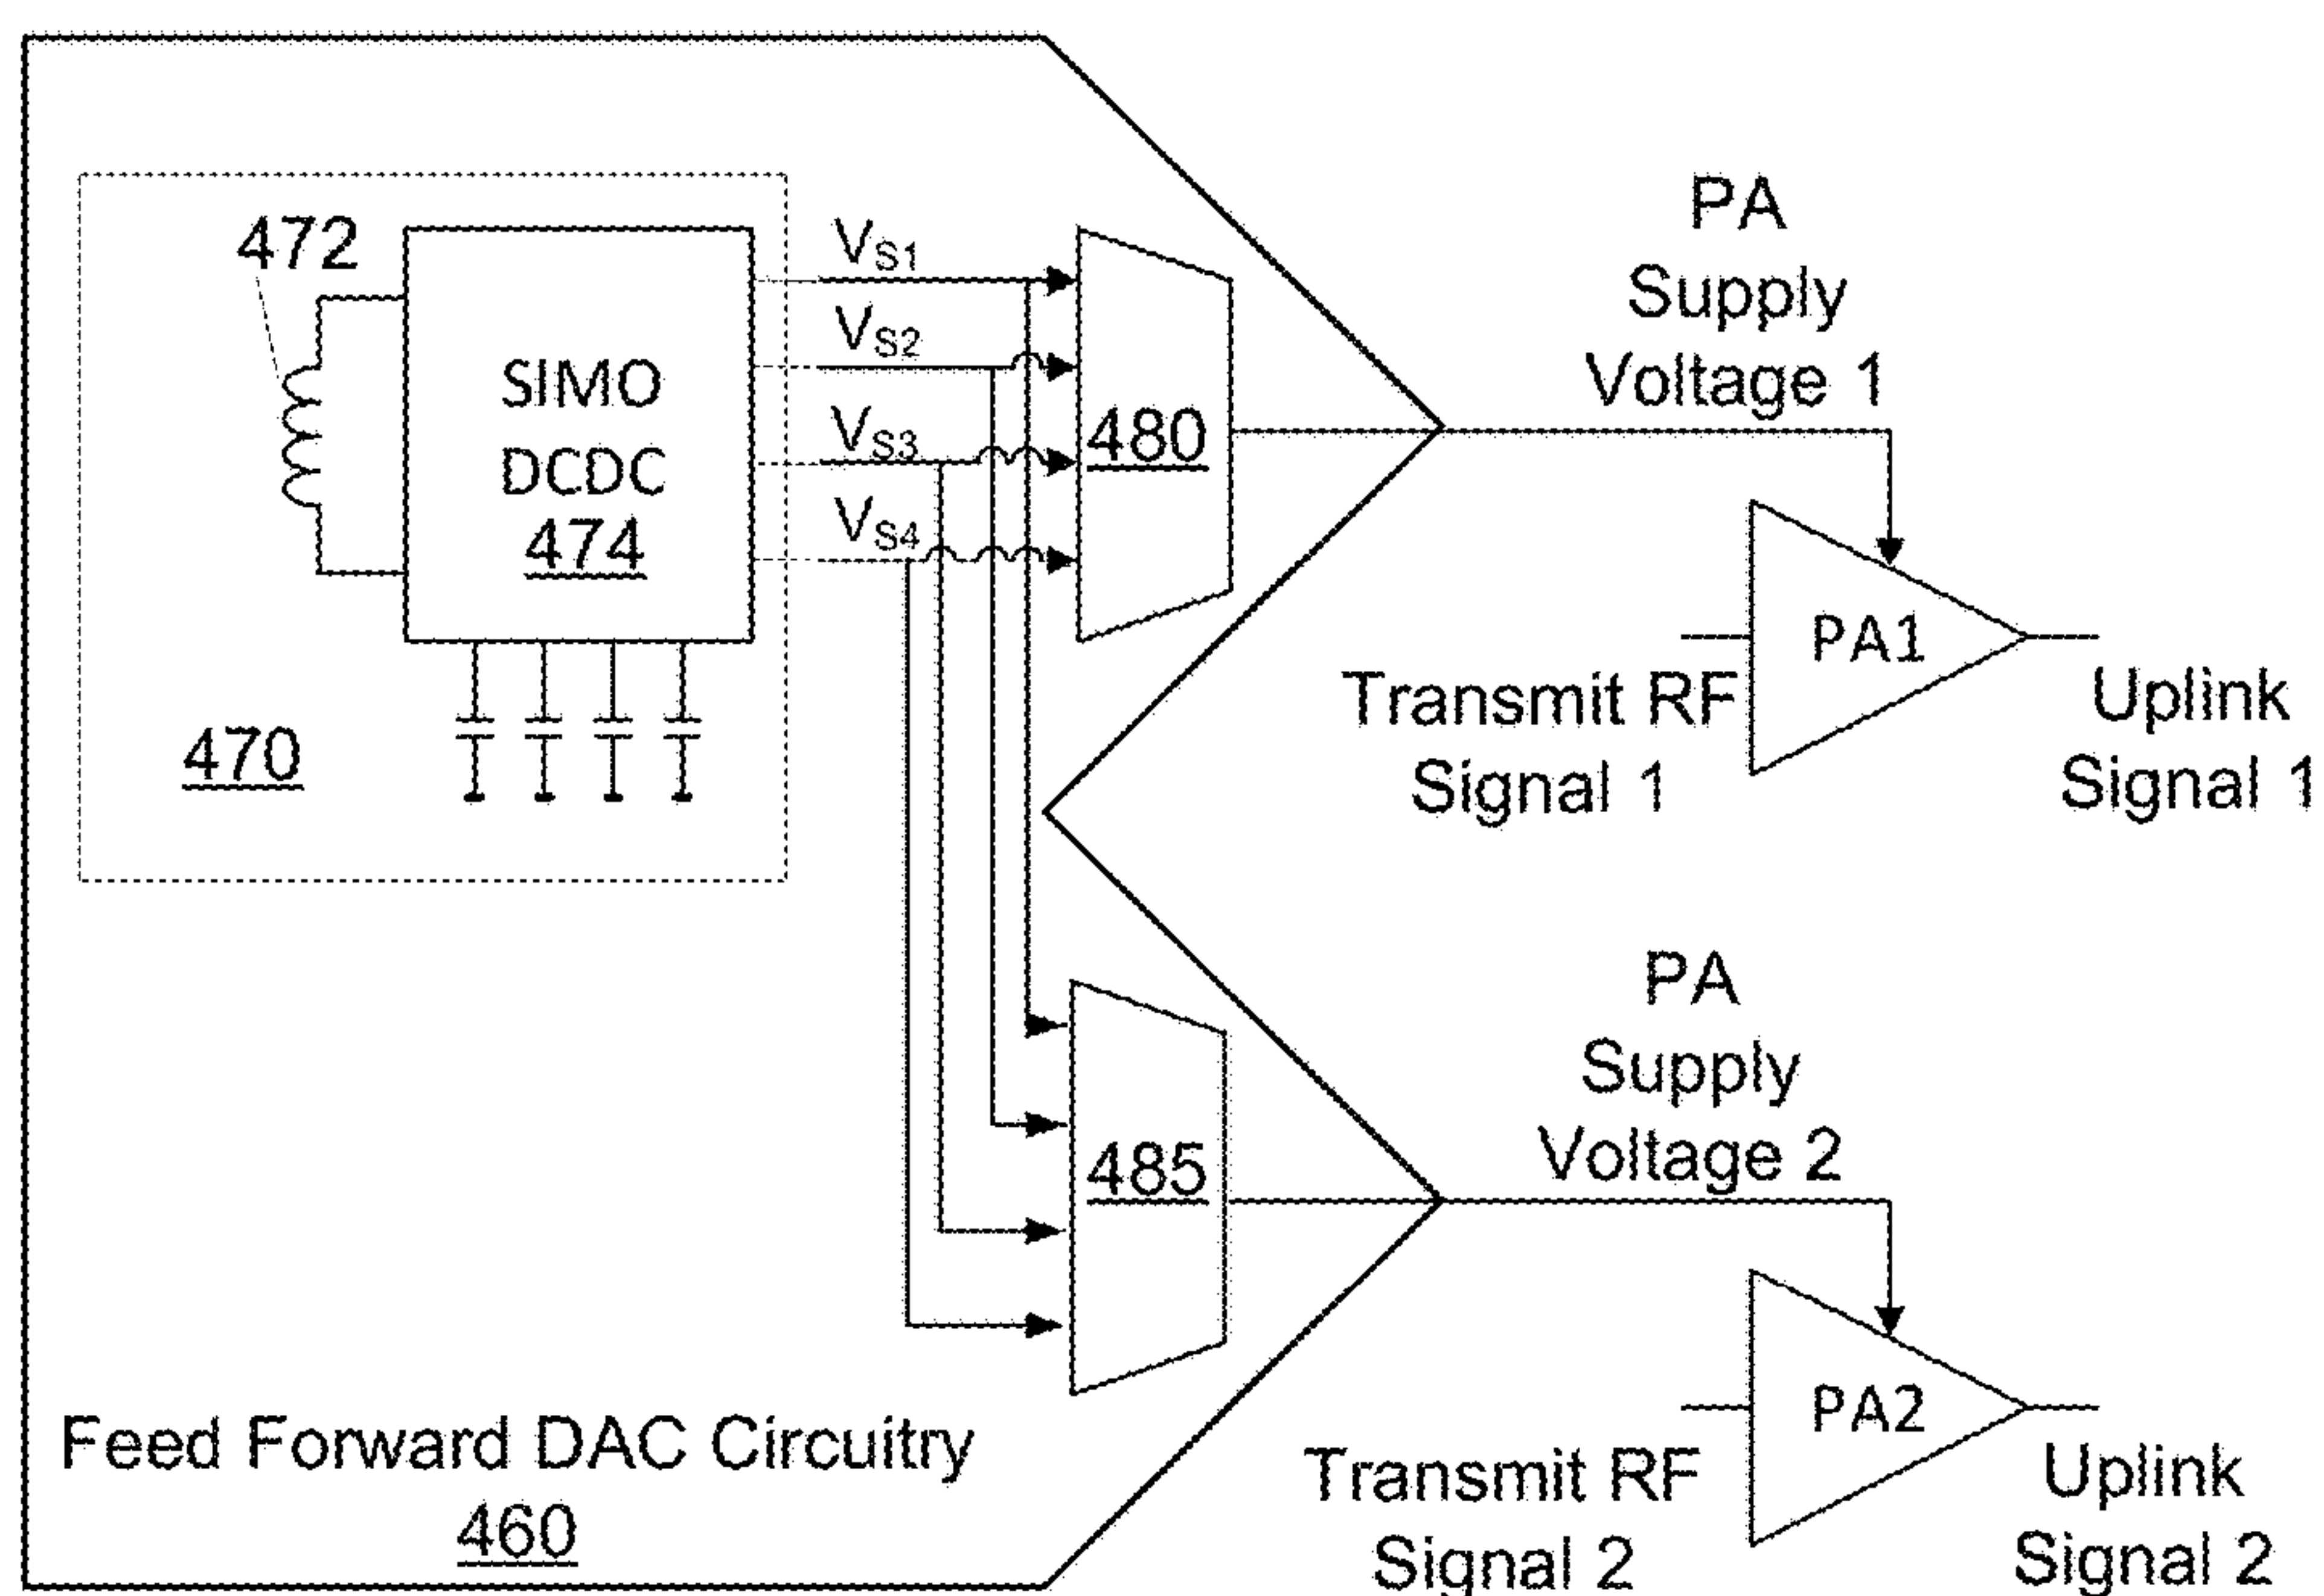 472
SIMO
DCDC
474
470
VS1
VS2
VS3
VS4
480
485
PA
Supply
Voltage 1
PA1
Transmit RF
Signal 1
Uplink
Signal 1
PA
Supply
Voltage 2
PA2
Transmit RF
Signal 2
Uplink
Signal 2
Feed Forward DAC Circuitry
460